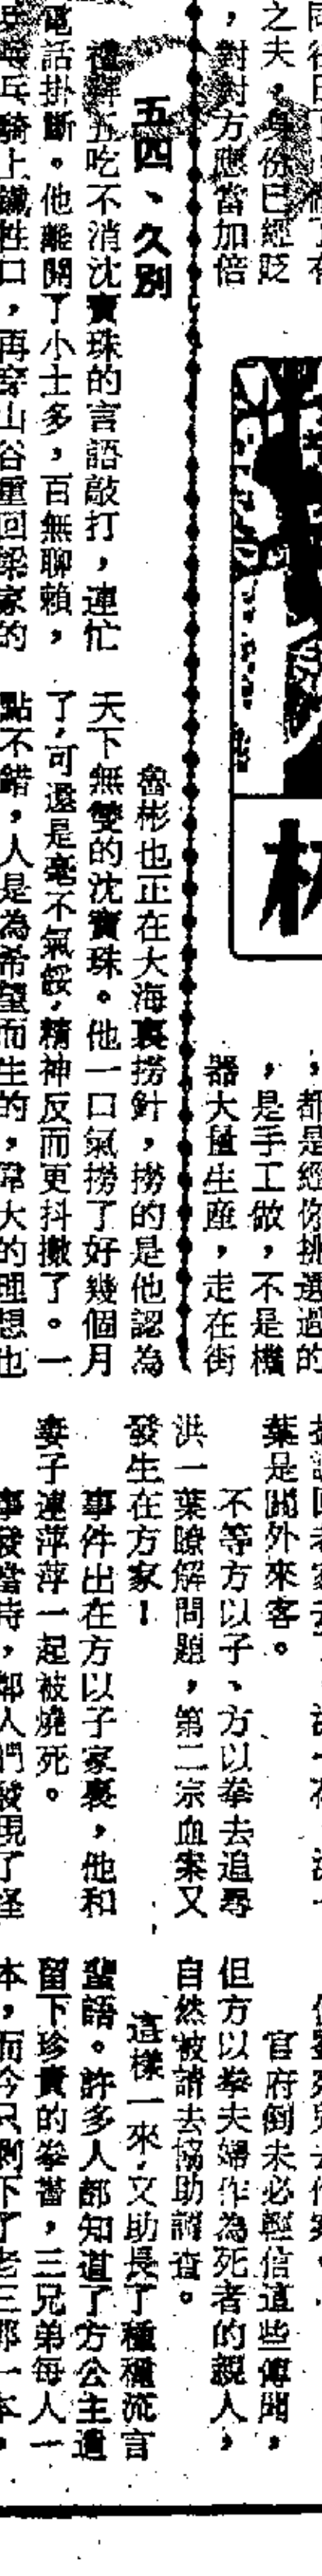 之夫，身份已經貶
，對對方應當加倍
五四、久別
禮拜五吃不消沈寶珠的言語敲打，連忙
電話掛斷。他離開了小士多，百無聊賴，
乒乓騎上鐵牲口，再穿山谷重回梁家的
，都是經你挑選過的
，是手工做，不是機
器大量生産，走在街
魯彬也正在大海裏撈針，撈的是他認為
天下無雙的沈寶珠。他一口氣撈了好幾個月
了，可還是毫不氣餒，精神反而更抖擻了。一
點不錯，人是為希望而生的，偉大的理想也
葉是此外來客。
不等方以子、方以拳去追尋
洪一葉瞭解問題，第二宗血案又
發生在方家！
事件出在方以子家裏，他和
妻子連萍萍一起被燒死。
事發當時，鄰人們發現了怪
官府倒未必輕信這些傳聞，
但方以拳夫婦作為死者的親人，
自然被請去協助調查。
這樣一來，又助長了種種流言
蜚語。許多人都知道了方公主遺
留下珍貴的拳譜，三兄弟每人一
本，而今只剩下了老三那一本，